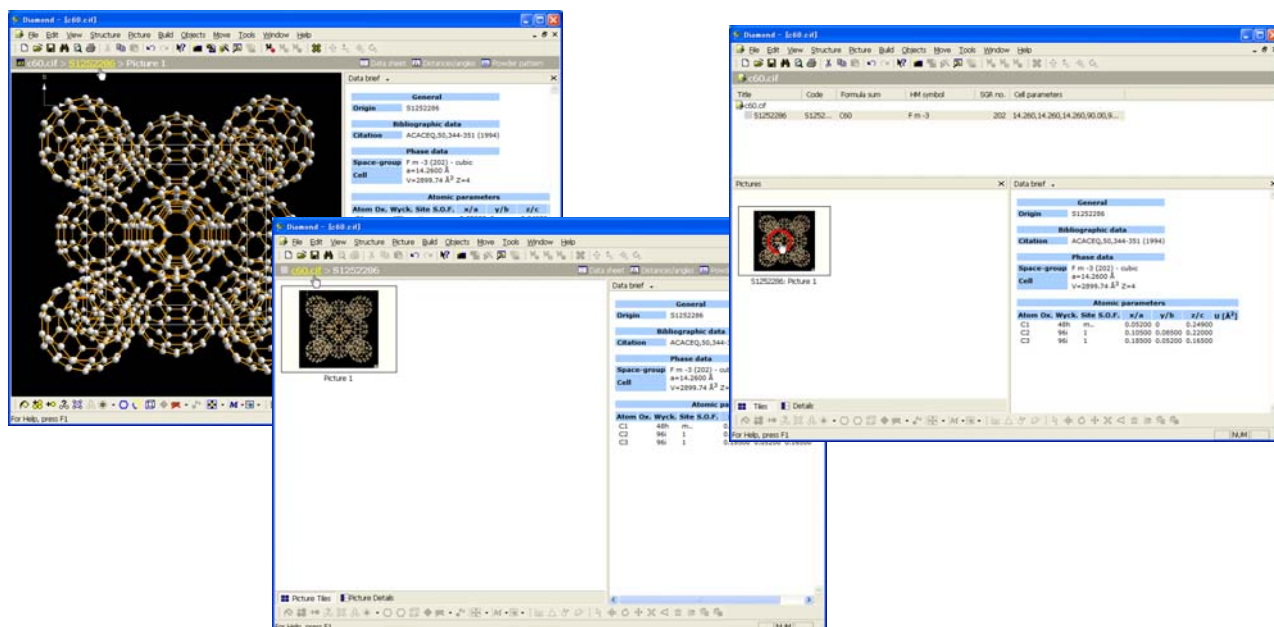 Diamond - [c60.cif]
File Edit View Structure Picture Build Objects Move Tools Window Help
c60.cif > S1252286 > Picture 1
Data sheet Distances/angles Powder pattern
Data brief
General
Origin S1252286
Bibliographic data
Citation ACACEQ,50,344-351 (1994)
Phase data
Space-group F m -3 (202) - cubic
Cell a=14.2600 Å
V=2899.74 Å³ Z=4
Atomic parameters
Atom Ox. Wyck. Site S.O.F. x/a y/b z/c
For Help, press F1
Diamond - [c60.cif]
File Edit View Structure Picture Build Objects Move Tools Window Help
c60.cif > S1252286
Data sheet Distances/angles
Picture 1
Data brief
General
Origin S1252286
Bibliographic data
Citation ACACEQ,50,344-
Phase data
Space-group F m -3 (202) - cub
Cell a=14.2600 Å
V=2899.74 Å³ Z=
Atomic pa
Atom Ox. Wyck. Site S.O.F.
C1 48h m..
C2 96i 1
C3 96i 1
Picture Tiles Picture Details
For Help, press F1
NUM
Diamond - [c60.cif]
File Edit View Structure Picture Build Objects Move Tools Window Help
c60.cif
Title Code Formula sum HM symbol SGR no. Cell parameters
c60.cif
S1252286 S1252... C60 F m -3 202 14.260,14.260,14.260,90.00,9...
Pictures
S1252286: Picture 1
Data brief
General
Origin S1252286
Bibliographic data
Citation ACACEQ,50,344-351 (1994)
Phase data
Space-group F m -3 (202) - cubic
Cell a=14.2600 Å
V=2899.74 Å³ Z=4
Atomic parameters
Atom Ox. Wyck. Site S.O.F. x/a y/b z/c U [Å²]
C1 48h m.. 0.05200 0 0.24900
C2 96i 1 0.10500 0.08500 0.22000
C3 96i 1 0.18500 0.05200 0.16500
Tiles Details
For Help, press F1
NUM